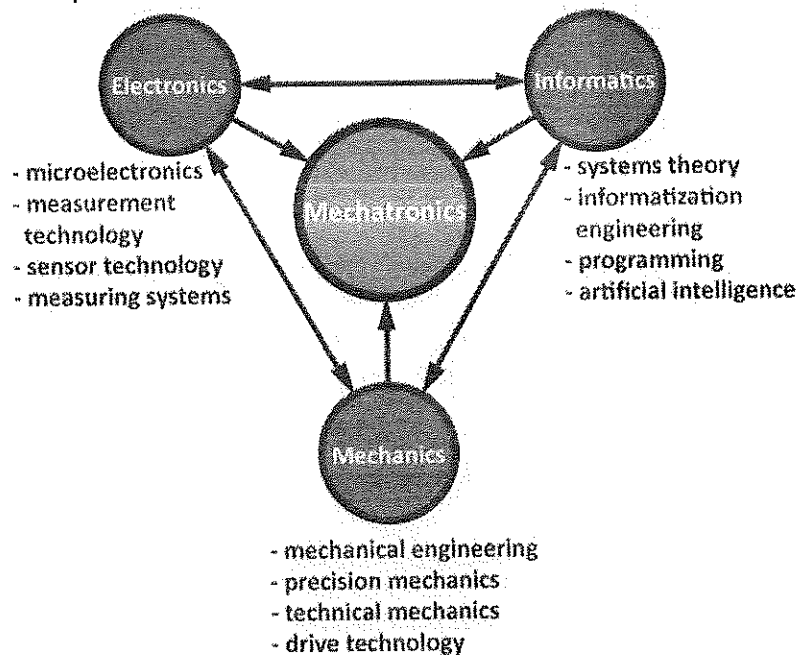 Electronics
Informatics
Mechatronics
- microelectronics
- measurement
technology
- sensor technology
- measuring systems
- systems theory
- informatization
engineering
- programming
- artificial intelligence
Mechanics
- mechanical engineering
- precision mechanics
- technical mechanics
- drive technology